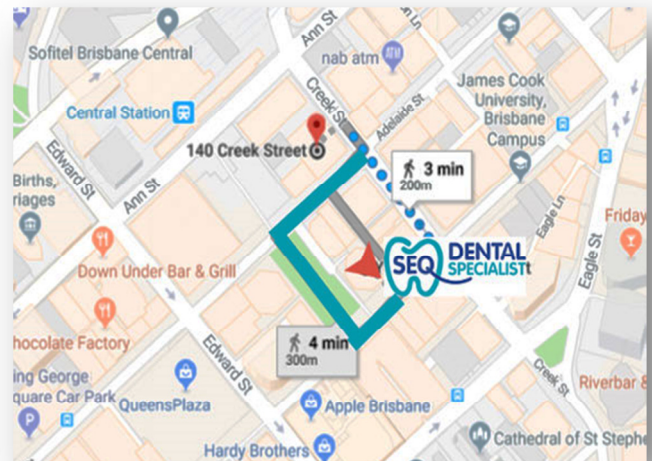 Sofitel Brisbane Central
Ann St
nab atm
ATM
Creek St
Central Station
Adelaide St
James Cook
University,
Brisbane
Campus
140 Creek Street
Edward St
Ann St
3 min
200m
Births,
riages
Eagle Ln
Friday
Down Under Bar & Grill
SEQ DENTAL
SPECIALIST
t
Eagle St
hocolate Factory
Edward St
4 min
300m
ing George
quare Car Park
P
QueensPlaza
Apple Brisbane
Creek St
Riverbar &
Hardy Brothers
Cathedral of St Stephe